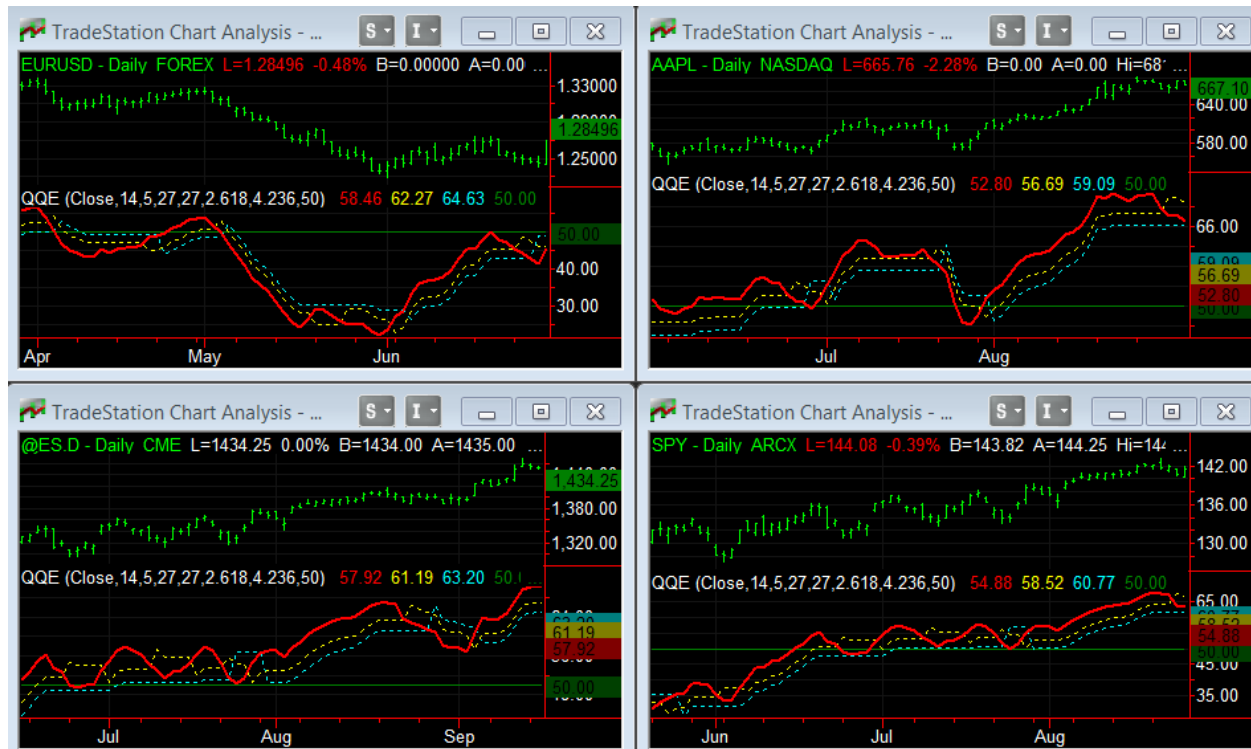 TradeStation Chart Analysis - ...
S
I
EURUSD - Daily FOREX L=1.28496 -0.48% B=0.00000 A=0.00 ...
1.33000
1.28496
1.25000
QQE (Close,14,5,27,27,2.618,4.236,50) 58.46 62.27 64.63 50.00
50.00
40.00
30.00
Apr May Jun
TradeStation Chart Analysis - ...
S
I
AAPL - Daily NASDAQ L=665.76 -2.28% B=0.00 A=0.00 ...
667.10
640.00
580.00
QQE (Close,14,5,27,27,2.618,4.236,50) 52.80 56.69 59.09 50.00
66.00
59.09
56.69
52.80
50.00
Jul Aug
TradeStation Chart Analysis - ...
S
I
@ES.D - Daily CME L=1434.25 0.00% B=1434.00 A=1435.00 ...
1,434.25
1,380.00
1,320.00
QQE (Close,14,5,27,27,2.618,4.236,50) 57.92 61.19 63.20 ...
63.20
61.19
57.92
50.00
Jul Aug Sep
TradeStation Chart Analysis - ...
S
I
SPY - Daily ARCX L=144.08 -0.39% B=143.82 A=144.25 ...
142.00
136.00
130.00
QQE (Close,14,5,27,27,2.618,4.236,50) 54.88 58.52 60.77 50.00
65.00
60.77
58.52
54.88
50.00
45.00
35.00
Jun Jul Aug